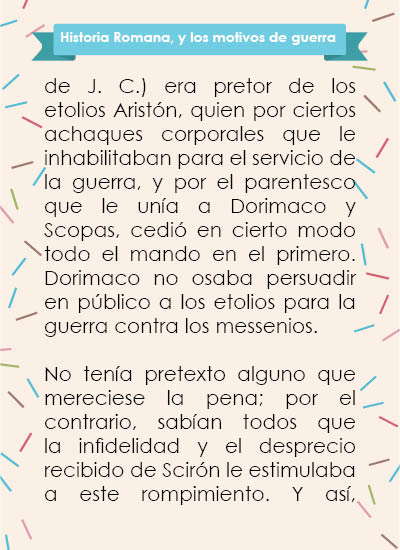 Historia Romana, y los motivos de guerra
de J. C.) era pretor de los
etolios Aristón, quien por ciertos
achaques corporales que le
inhabilitaban para el servicio de
la guerra, y por el parentesco
que le unía a Dorimaco y
Scopas, cedió en cierto modo
todo el mando en el primero.
Dorimaco no osaba persuadir
en público a los etolios para la
guerra contra los messenios.
No tenía pretexto alguno que
mereciese la pena; por el
contrario, sabían todos que
la infidelidad y el desprecio
recibido de Scirón le estimulaba
a este rompimiento. Y así,